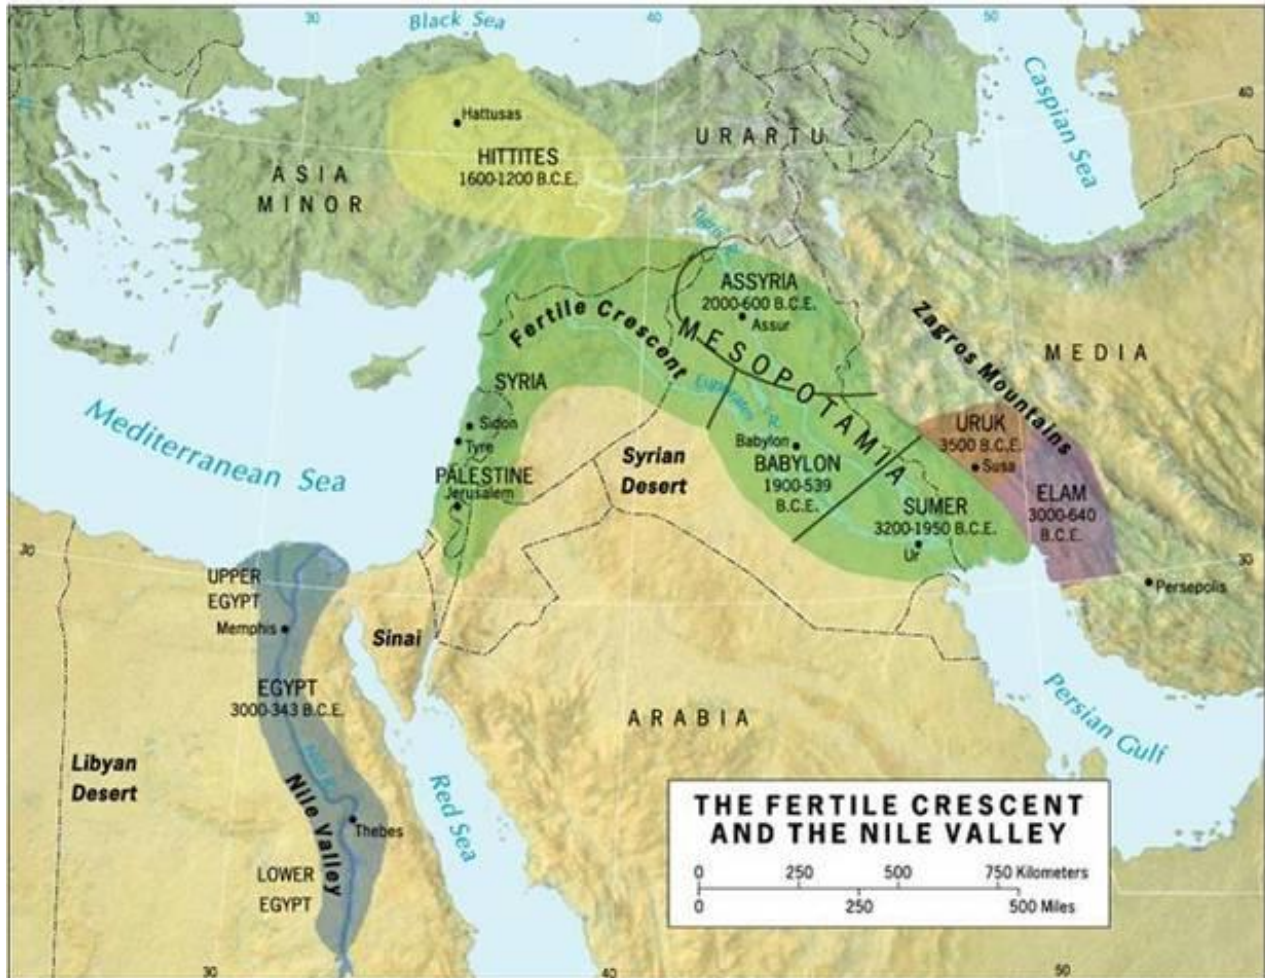 30
Black Sea
40
50
Caspian Sea
40
Hattusas
HITTITES
1600-1200 B.C.E.
URARTU
ASIA
MINOR
Tigris R.
ASSYRIA
2000-600 B.C.E.
Assur
Fertile Crescent
MESOPOTAMIA
Zagros Mountains
MEDIA
SYRIA
Euphrates R.
Mediterranean Sea
Sidon
Tyre
PALESTINE
Jerusalem
Syrian
Desert
Babylon
BABYLON
1900-539
B.C.E.
URUK
3500 B.C.E.
Susa
ELAM
3000-640
B.C.E.
SUMER
3200-1950 B.C.E.
Ur
30
30
Persepolis
UPPER
EGYPT
Memphis
Sinai
EGYPT
3000-343 B.C.E.
ARABIA
Persian Gulf
Libyan
Desert
Nile Valley
Red Sea
Thebes
LOWER
EGYPT
THE FERTILE CRESCENT
AND THE NILE VALLEY
0 250 500 750 Kilometers
0 250 500 Miles
30
40
50